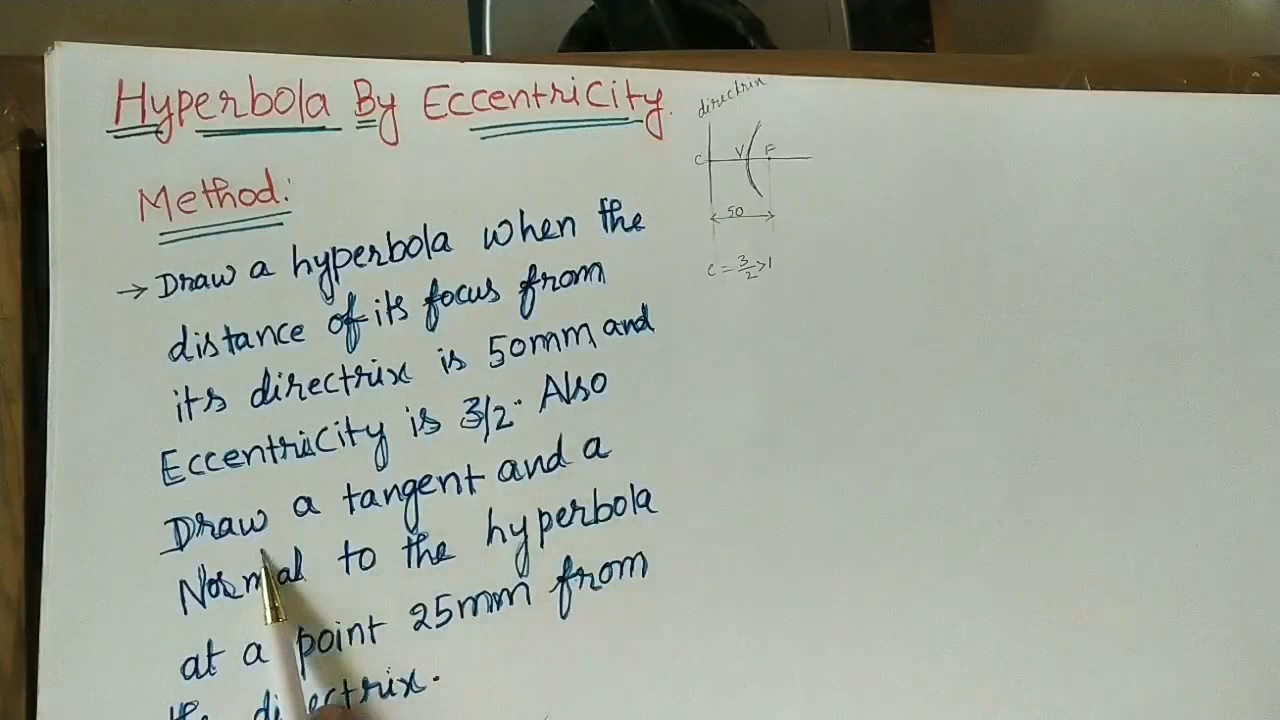 Hyperbola By Eccentricity
Method:
→ Draw a hyperbola when the
distance of its focus from
its directrix is 50mm and
Eccentricity is 3/2. Also
Draw a tangent and a
Normal to the hyperbola
at a point 25mm from
the directrix.
directrix
C V F
50
e = 3/2 >1